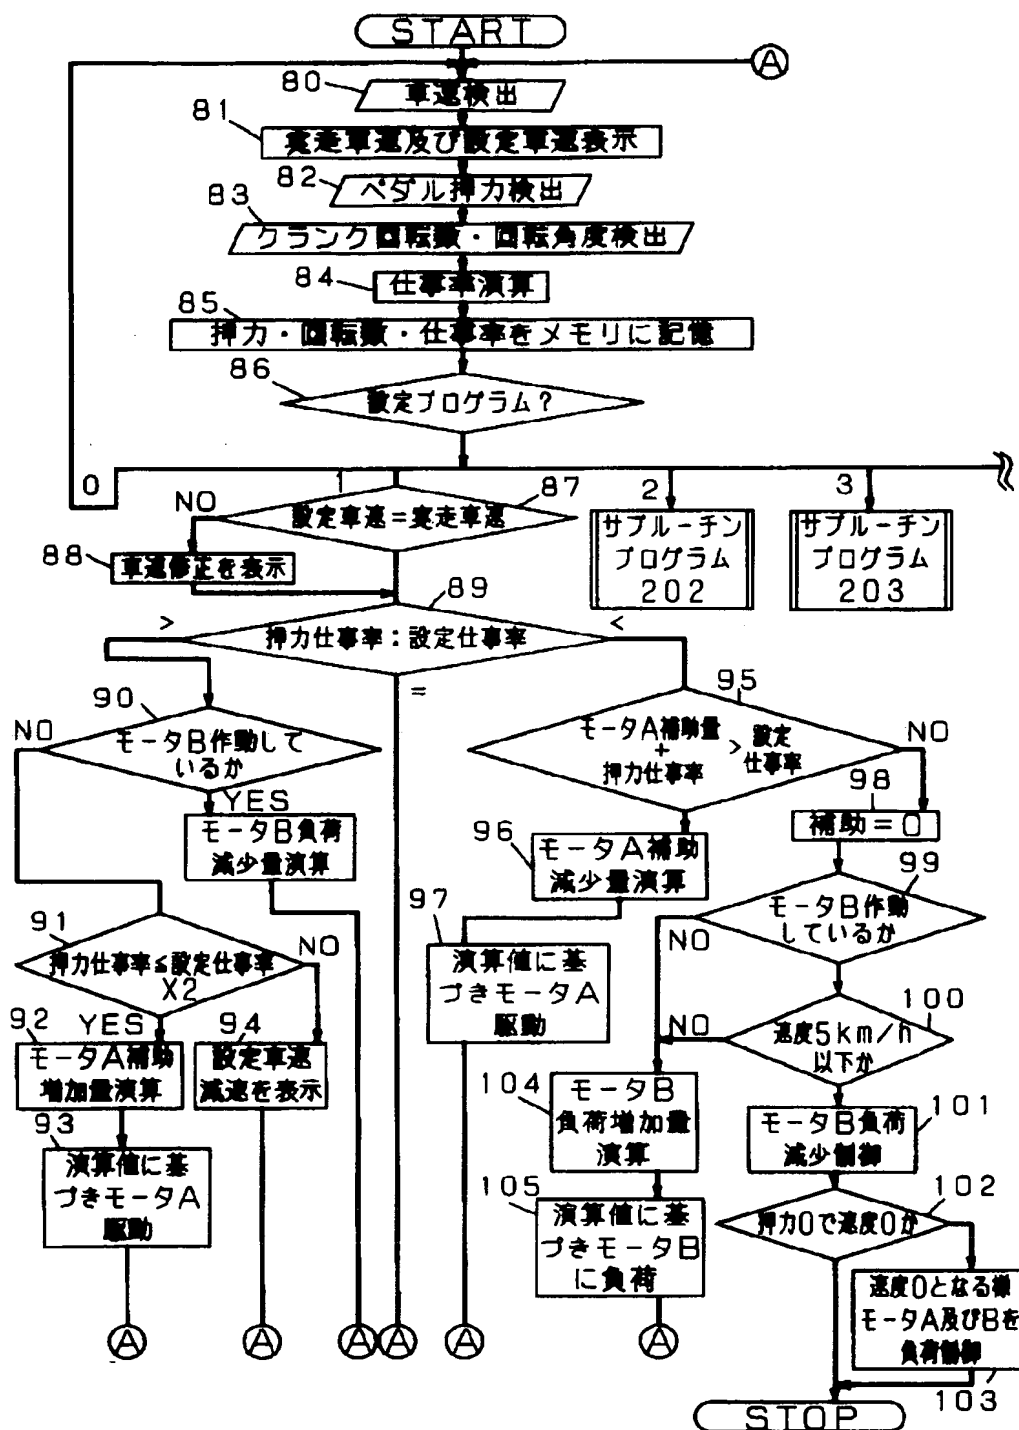 START
A
80
車速検出
81
実走車速及び設定車速表示
82
ペダル押力検出
83
クランク回転数・回転角度検出
84
仕事率演算
85
押力・回転数・仕事率をメモリに記憶
86
設定プログラム?
0
1
2
3
NO
87
設定車速=実走車速
サブルーチン
プログラム
202
サブルーチン
プログラム
203
88
車速修正を表示
89
>
<
押力仕事率:設定仕事率
=
90
NO
モータB作動して
いるか
YES
モータB負荷
減少量演算
95
モータA補助量
+
押力仕事率
>
設定
仕事率
NO
96
モータA補助
減少量演算
98
補助=0
99
モータB作動
しているか
NO
91
押力仕事率≦設定仕事率
X2
NO
97
演算値に基
づきモータA
駆動
100
速度5km/h
以下か
NO
92
YES
モータA補助
増加量演算
94
設定車速
減速を表示
93
演算値に基
づきモータA
駆動
104
モータB
負荷増加量
演算
101
モータB負荷
減少制御
105
演算値に基
づきモータB
に負荷
102
押力0で速度0か
速度0となる様
モータA及びBを
負荷制御
103
A
A
A
A
A
A
STOP